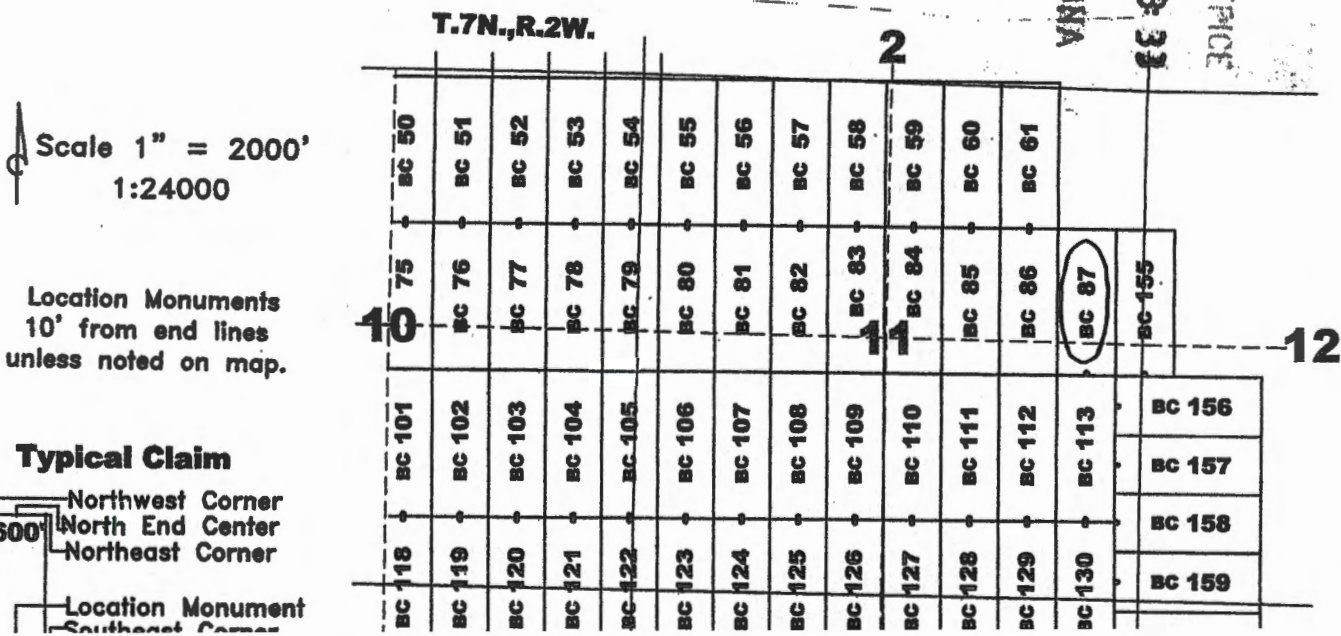 T.7N.,R.2W.
2
Scale 1" = 2000'
1:24000
BC 50
BC 51
BC 52
BC 53
BC 54
BC 55
BC 56
BC 57
BC 58
BC 59
BC 60
BC 61
Location Monuments
10' from end lines
unless noted on map.
75
BC 76
BC 77
BC 78
BC 79
BC 80
BC 81
BC 82
BC 83
BC 84
BC 85
BC 86
BC 87
BC 155
10
11
12
BC 101
BC 102
BC 103
BC 104
BC 105
BC 106
BC 107
BC 108
BC 109
BC 110
BC 111
BC 112
BC 113
BC 156
BC 157
BC 158
BC 159
Typical Claim
Northwest Corner
North End Center
Northeast Corner
Location Monument
Southeast Corner
BC 118
BC 119
BC 120
BC 121
BC 122
BC 123
BC 124
BC 125
BC 126
BC 127
BC 128
BC 129
BC 130